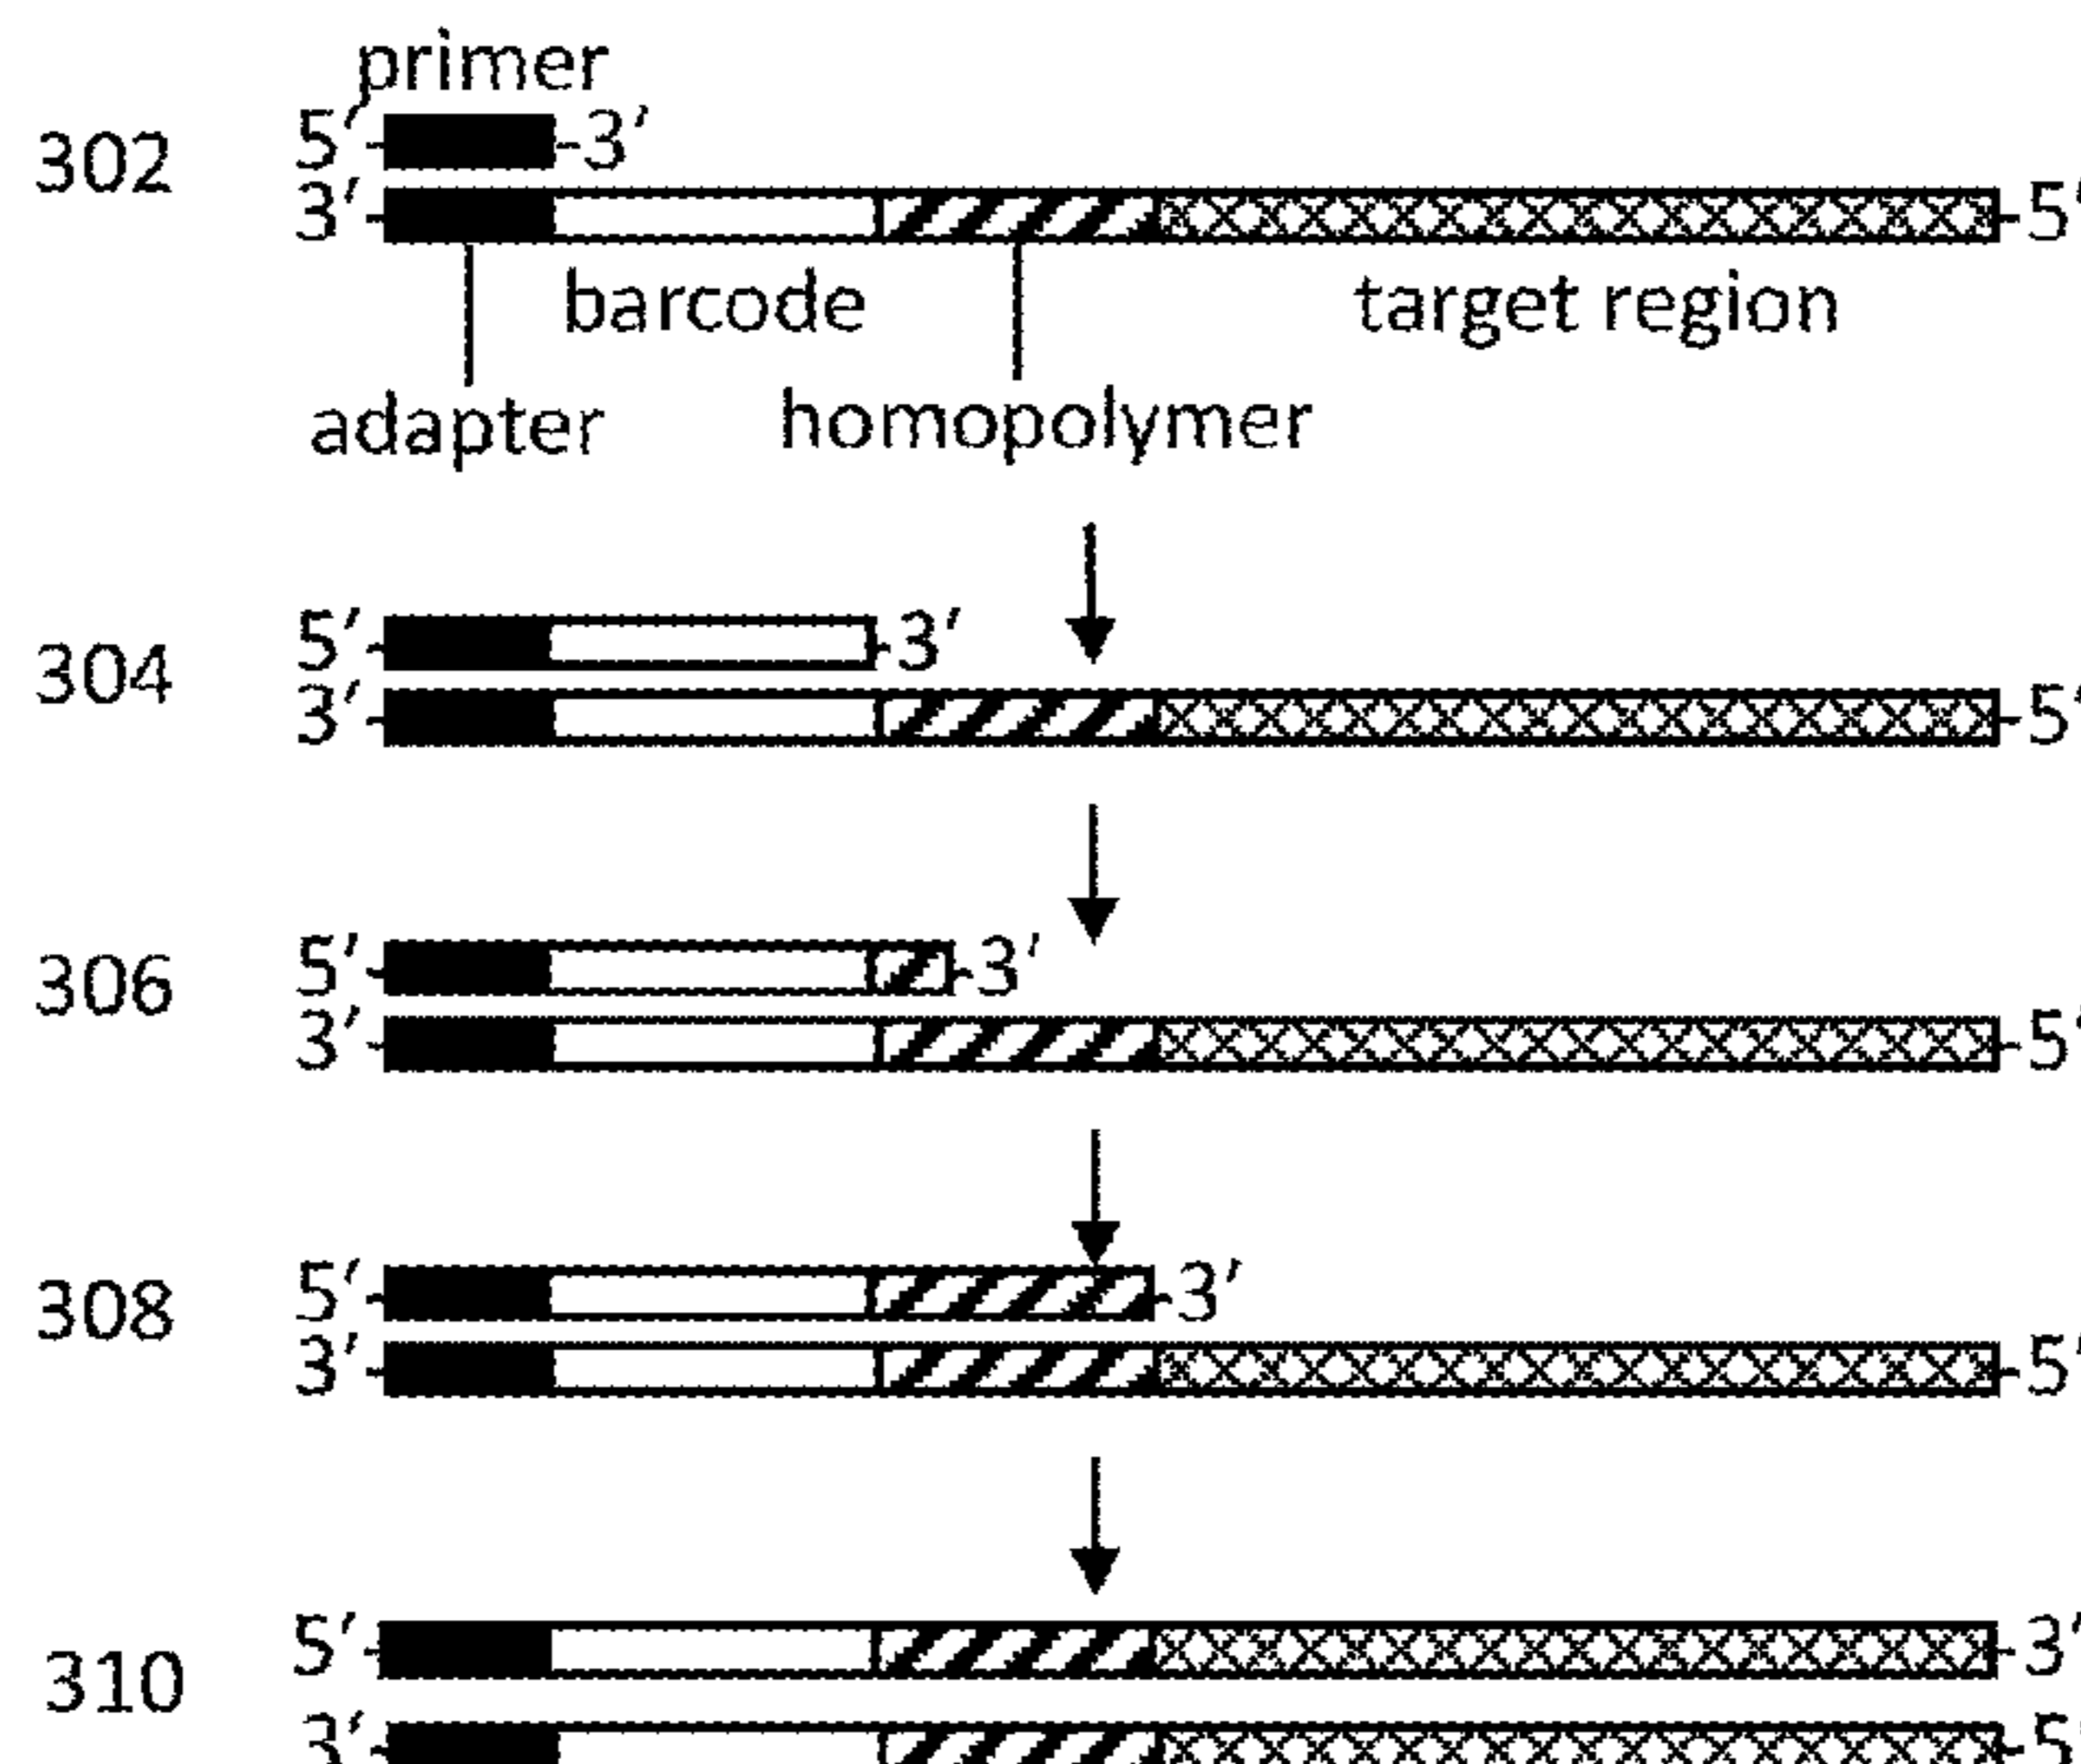 primer
302 5′ 3′
3′ 5′
barcode target region
adapter homopolymer
304 5′ 3′
3′ 5′
306 5′ 3′
3′ 5′
308 5′ 3′
3′ 5′
310 5′ 3′
3′ 5′